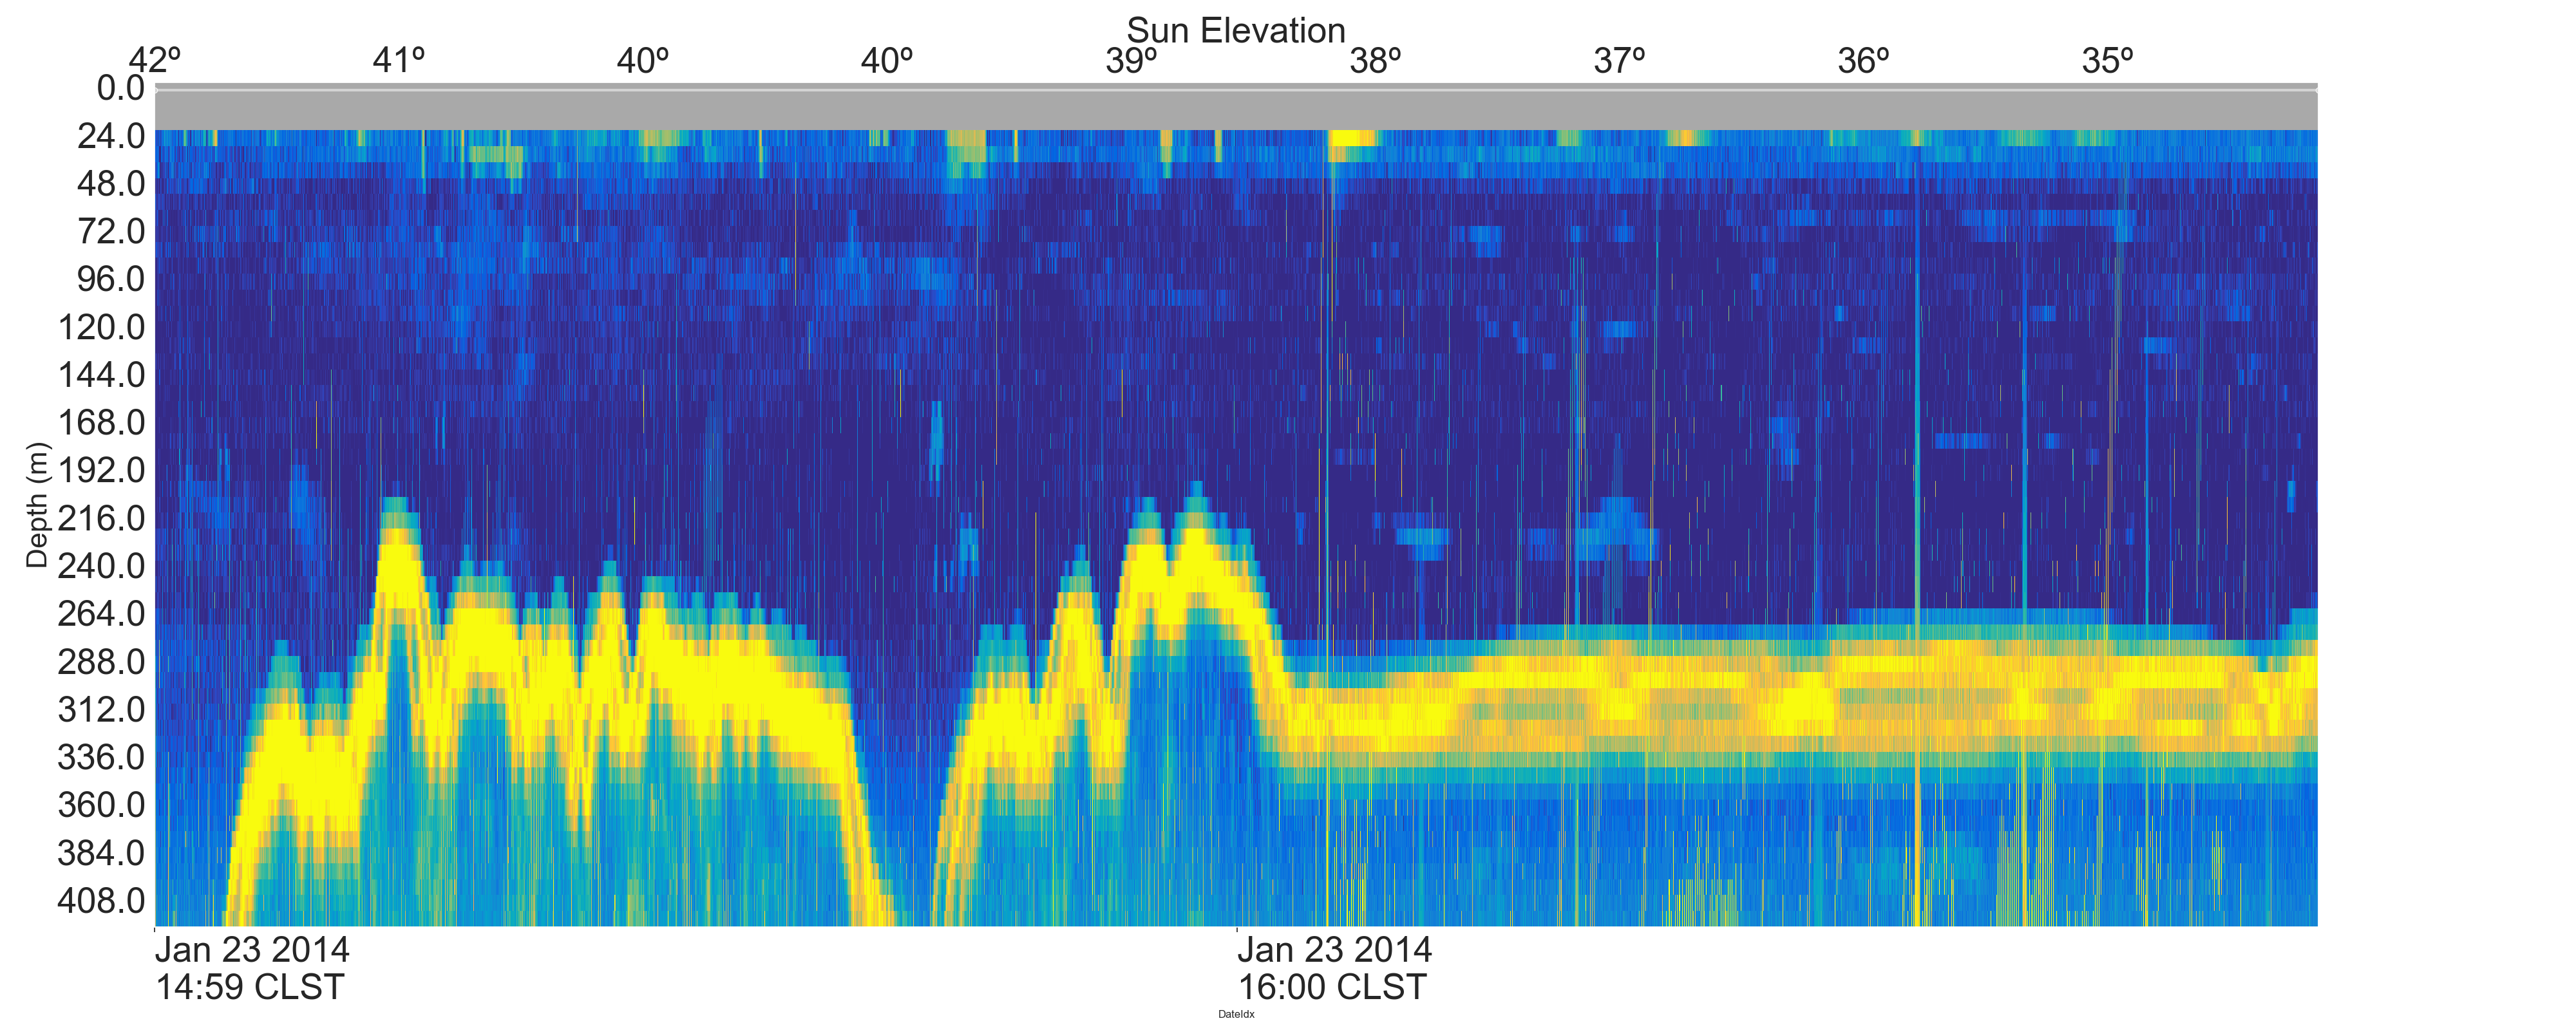 Sun Elevation
42º 41º 40º 40º 39º 38º 37º 36º 35º
0.0
24.0
48.0
72.0
96.0
120.0
144.0
168.0
192.0
216.0
240.0
264.0
288.0
312.0
336.0
360.0
384.0
408.0
Depth (m)
Jan 23 2014
14:59 CLST
Jan 23 2014
16:00 CLST
DateIdx